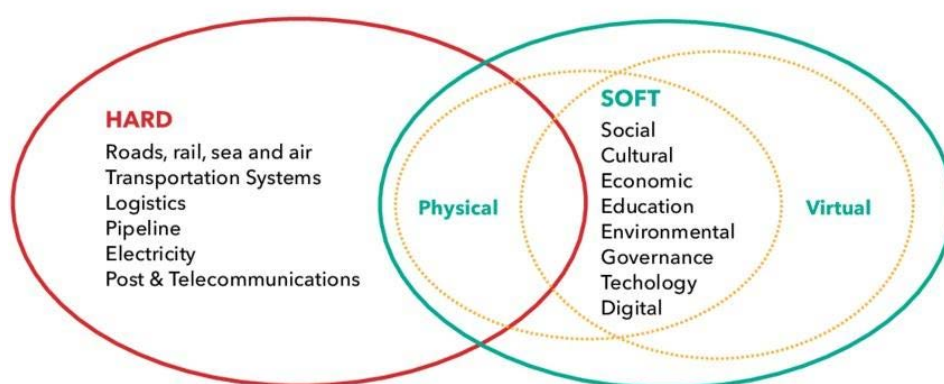 HARD
Roads, rail, sea and air
Transportation Systems
Logistics
Pipeline
Electricity
Post & Telecommunications
Physical
SOFT
Social
Cultural
Economic
Education
Environmental
Governance
Techology
Digital
Virtual